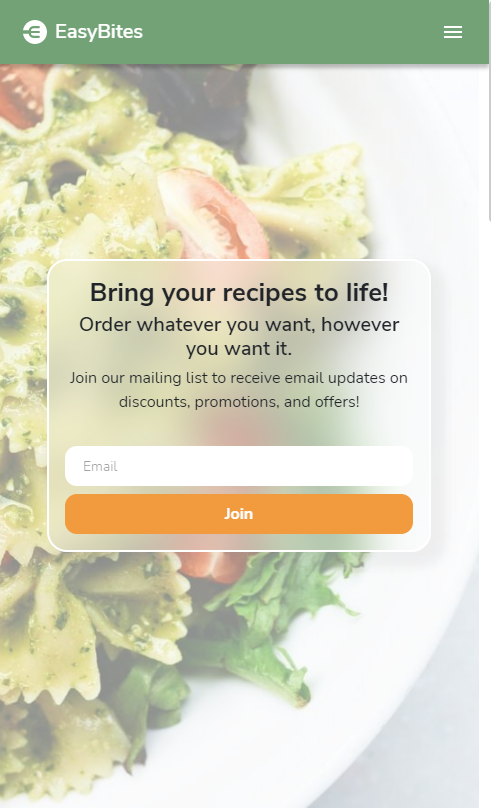 EasyBites
Bring your recipes to life!
Order whatever you want, however
you want it.
Join our mailing list to receive email updates on
discounts, promotions, and offers!
Email
Join